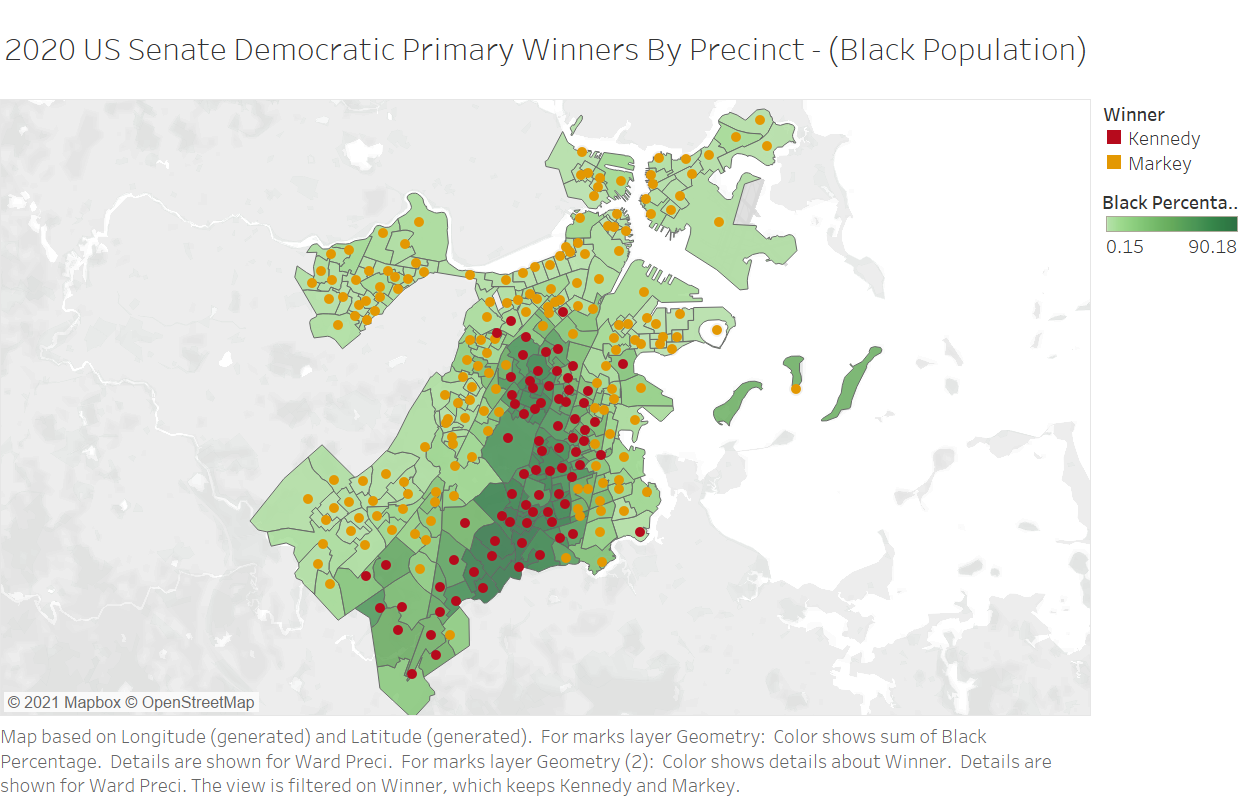 2020 US Senate Democratic Primary Winners By Precinct - (Black Population)
Winner
Kennedy
Markey
Black Percenta..
0.15 90.18
© 2021 Mapbox © OpenStreetMap
Map based on Longitude (generated) and Latitude (generated). For marks layer Geometry: Color shows sum of Black
Percentage. Details are shown for Ward Preci. For marks layer Geometry (2): Color shows details about Winner. Details are
shown for Ward Preci. The view is filtered on Winner, which keeps Kennedy and Markey.